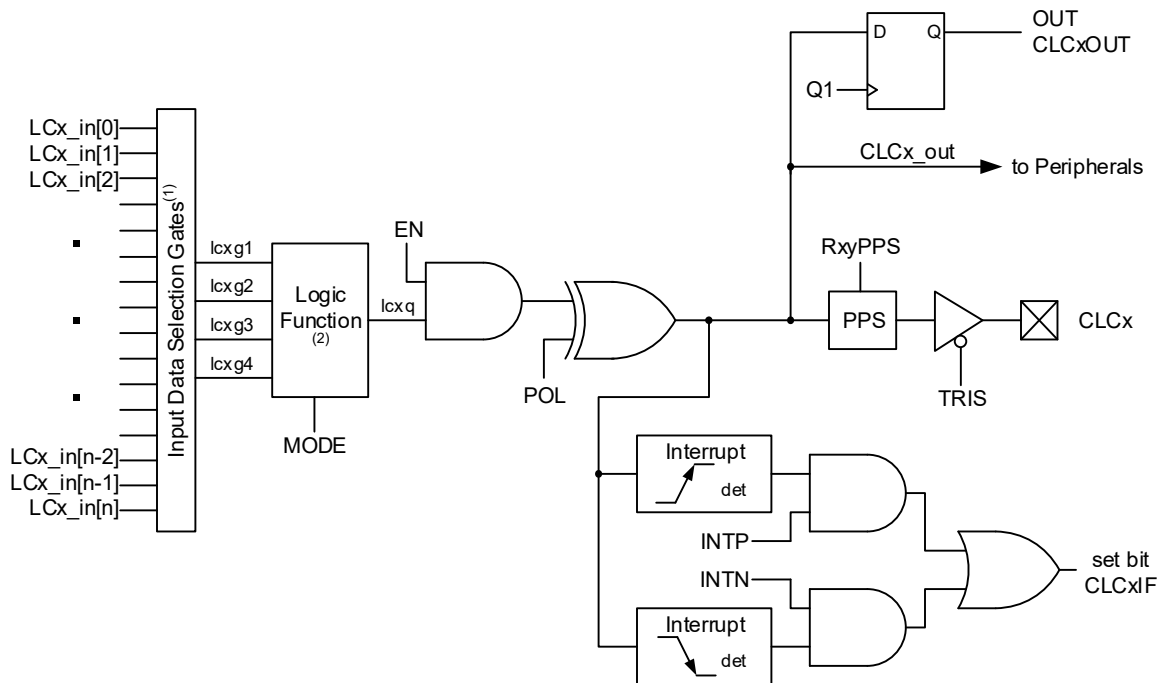 OUT
CLCxOUT
D
Q
Q1
LCx_in[0]
LCx_in[1]
LCx_in[2]
CLCx_out
to Peripherals
Input Data Selection Gates(1)
EN
RxyPPS
lcxg1
lcxg2
lcxg3
lcxg4
Logic
Function
(2)
lcxq
PPS
CLCx
POL
TRIS
MODE
Interrupt
det
LCx_in[n-2]
LCx_in[n-1]
LCx_in[n]
INTP
INTN
set bit
CLCxIF
Interrupt
det